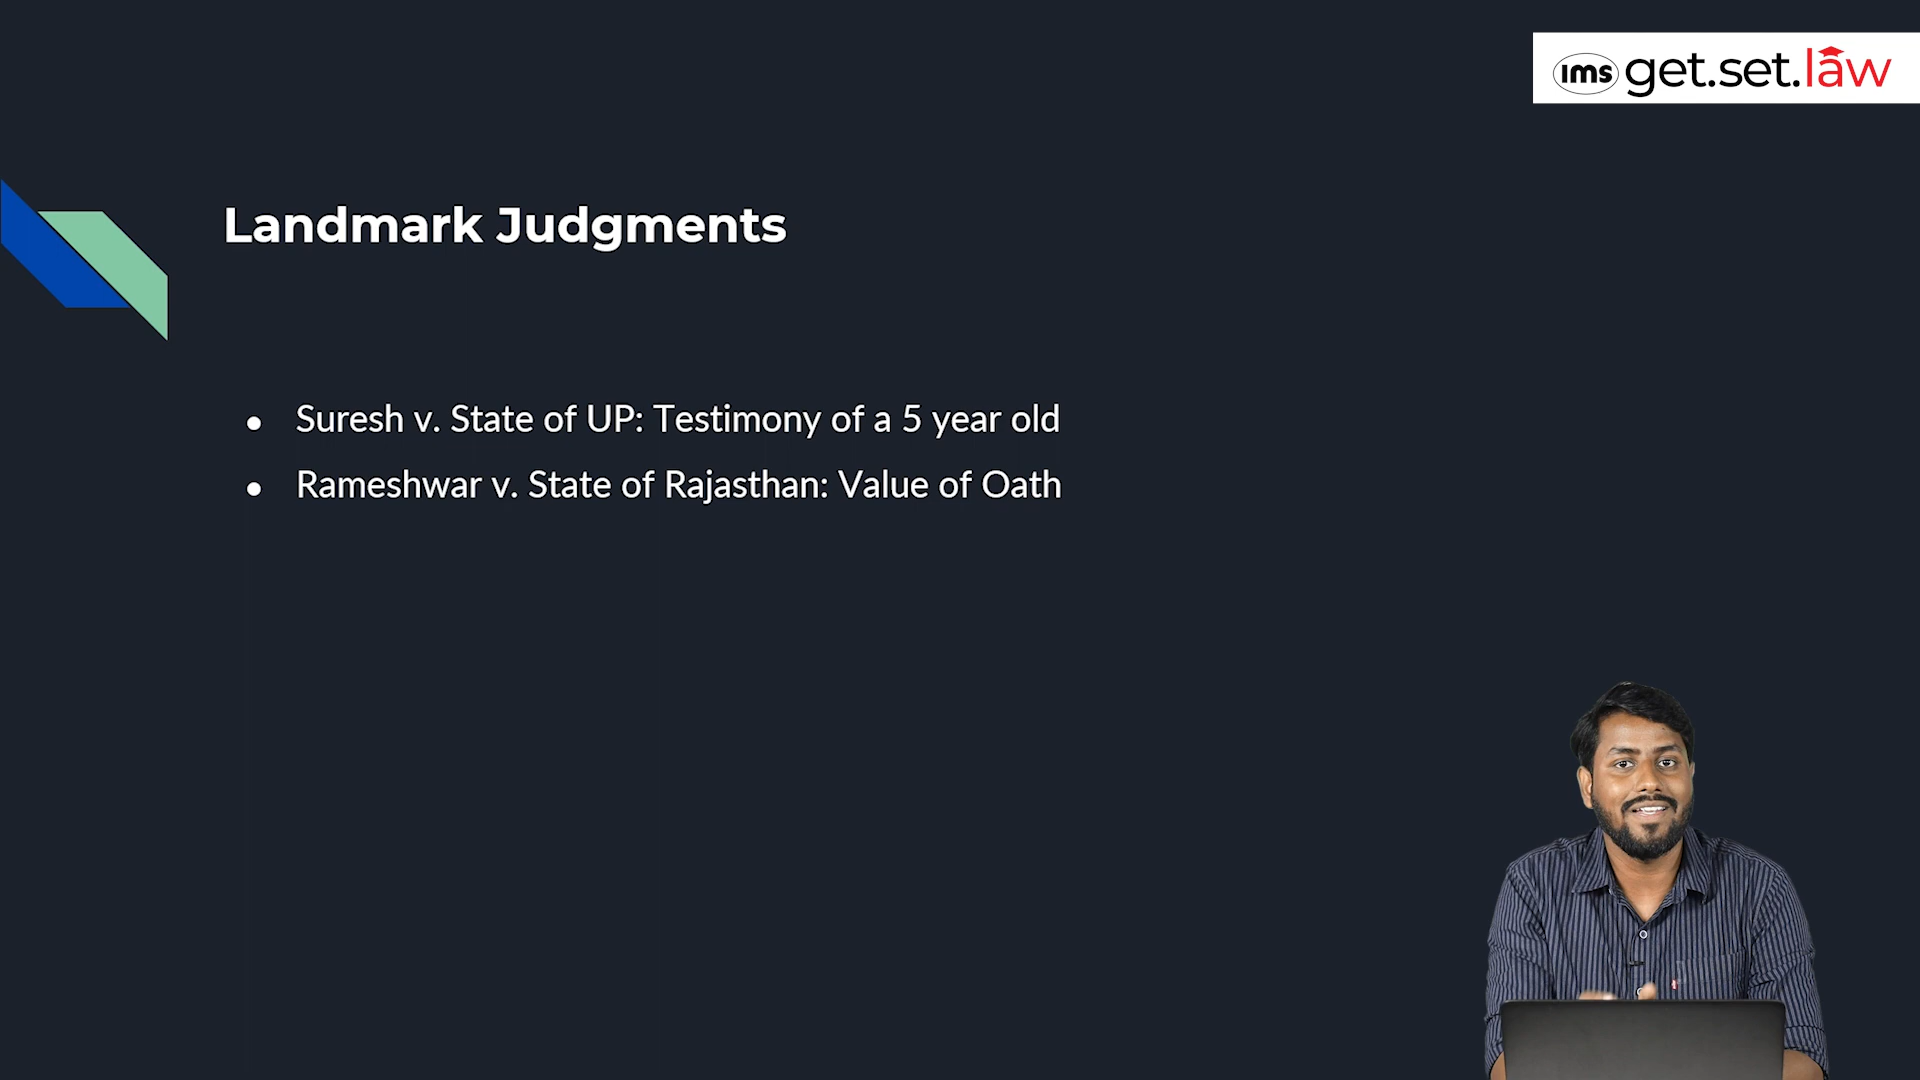 ims get.set.law
Landmark Judgments
● Suresh v. State of UP: Testimony of a 5 year old
● Rameshwar v. State of Rajasthan: Value of Oath